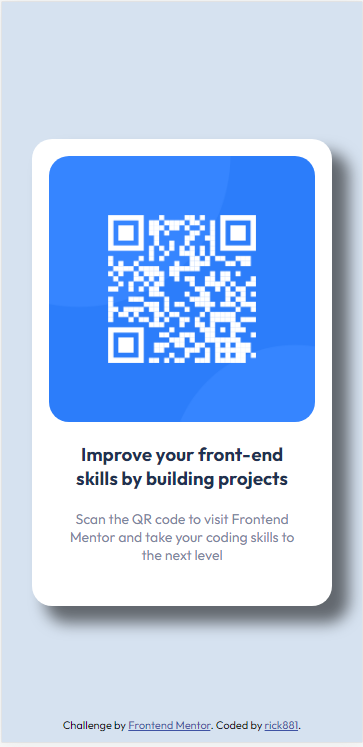 Improve your front-end
skills by building projects
Scan the QR code to visit Frontend
Mentor and take your coding skills to
the next level
Challenge by Frontend Mentor. Coded by rick881.